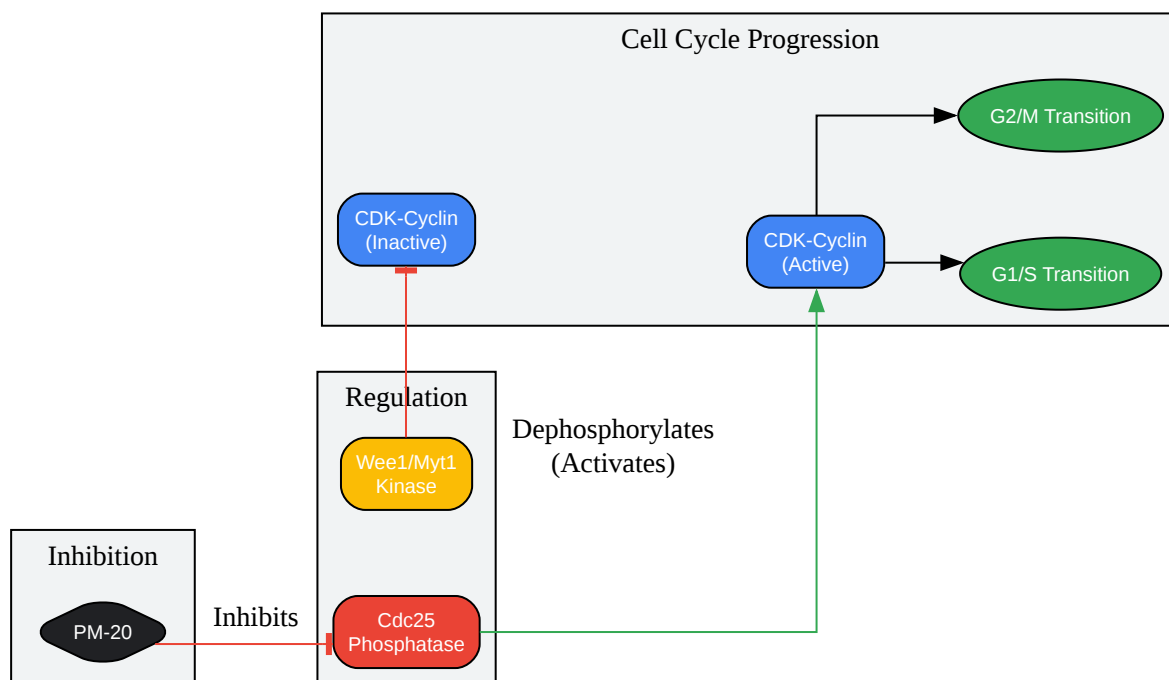 Cell Cycle Progression
G2/M Transition
CDK-Cyclin
(Inactive)
CDK-Cyclin
(Active)
G1/S Transition
Regulation
Dephosphorylates
(Activates)
Wee1/Myt1
Kinase
Inhibition
PM-20
Inhibits
Cdc25
Phosphatase